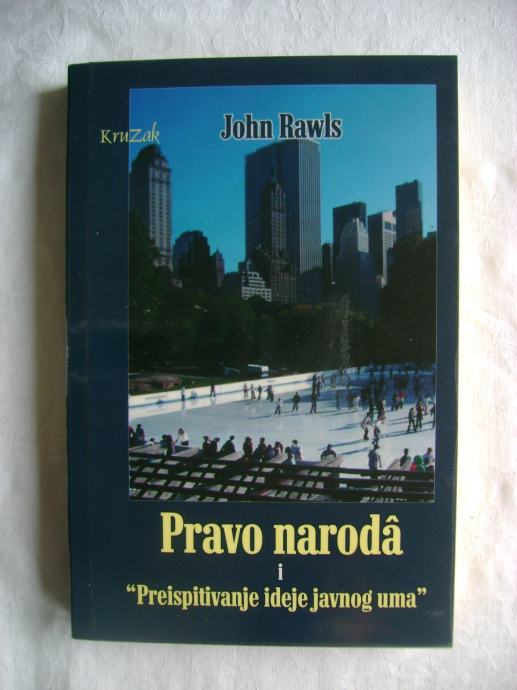 KruZak
John Rawls
Pravo narodâ
i
“Preispitivanje ideje javnog uma”